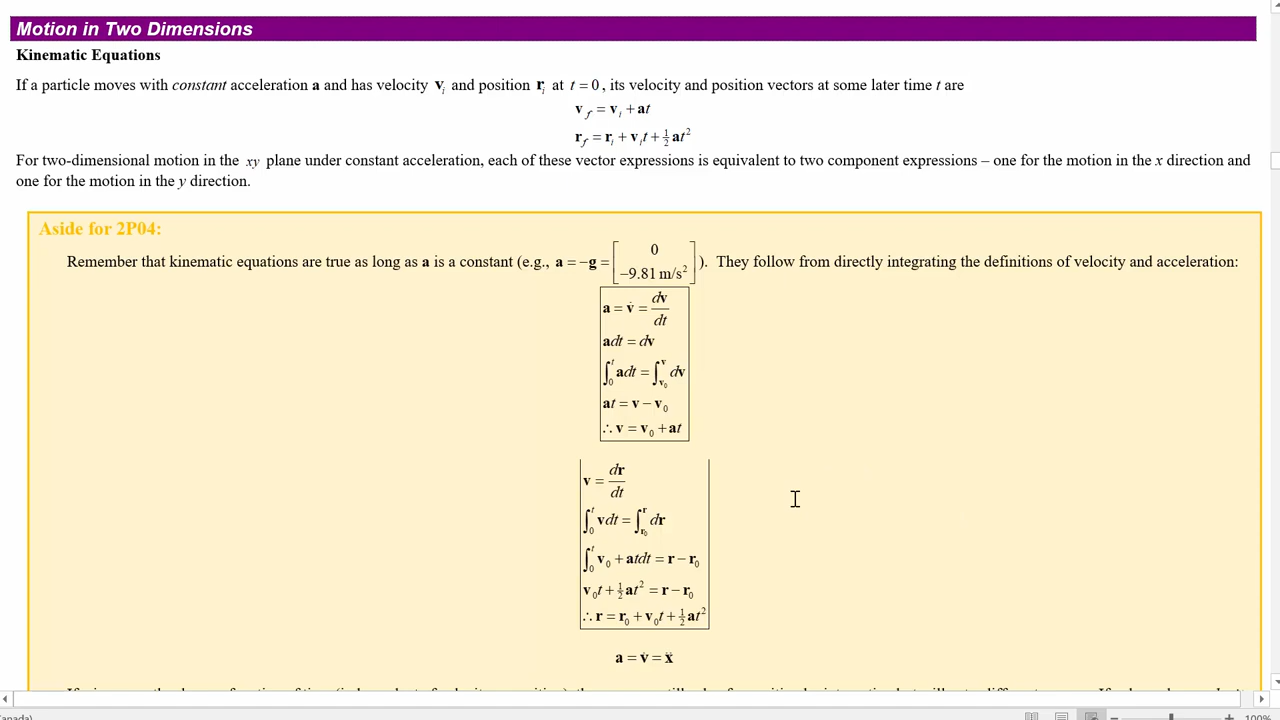 Motion in Two Dimensions
Kinematic Equations
If a particle moves with constant acceleration a and has velocity v_i and position r_i at t = 0, its velocity and position vectors at some later time t are
v_f = v_i + at
r_f = r_i + v_i t + ½at²
For two-dimensional motion in the xy plane under constant acceleration, each of these vector expressions is equivalent to two component expressions – one for the motion in the x direction and
one for the motion in the y direction.
Aside for 2P04:
Remember that kinematic equations are true as long as a is a constant (e.g., a = −g = [0; −9.81 m/s²]). They follow from directly integrating the definitions of velocity and acceleration:
a = v̇ = dv/dt
adt = dv
∫₀ᵗ adt = ∫_{v₀}^{v} dv
at = v − v₀
∴ v = v₀ + at
v = dr/dt
∫₀ᵗ vdt = ∫_{r₀}^{r} dr
∫₀ᵗ v₀ + atdt = r − r₀
v₀t + ½at² = r − r₀
∴ r = r₀ + v₀t + ½at²
a = v̇ = ẍ
100%